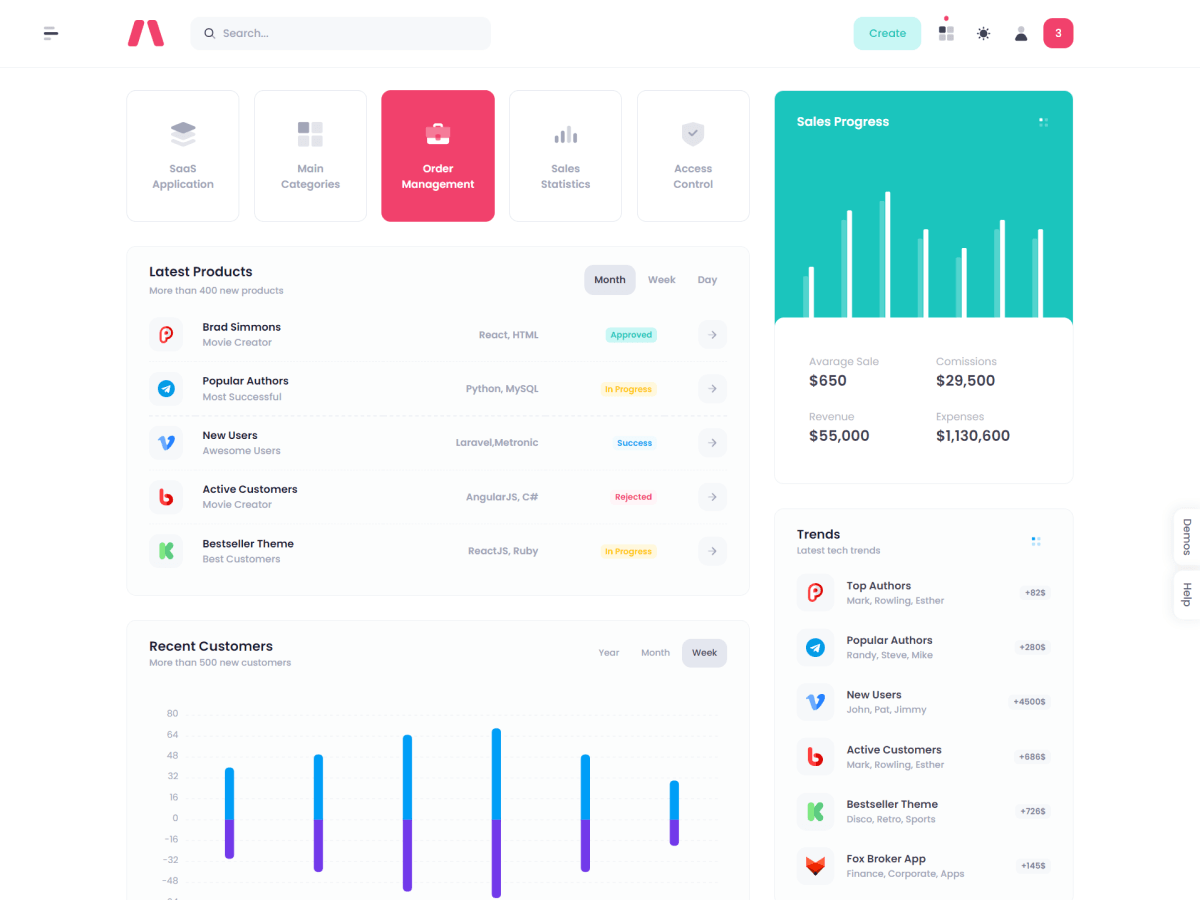 Search...
Create
3
SaaS
Application
Main
Categories
Order
Management
Sales
Statistics
Access
Control
Latest Products
More than 400 new products
Month
Week
Day
Brad Simmons
Movie Creator
React, HTML
Approved
Popular Authors
Most Successful
Python, MySQL
In Progress
New Users
Awesome Users
Laravel,Metronic
Success
Active Customers
Movie Creator
AngularJS, C#
Rejected
Bestseller Theme
Best Customers
ReactJS, Ruby
In Progress
Recent Customers
More than 500 new customers
Year
Month
Week
80
64
48
32
16
0
-16
-32
-48
Sales Progress
Avarage Sale
$650
Comissions
$29,500
Revenue
$55,000
Expenses
$1,130,600
Trends
Latest tech trends
Top Authors
Mark, Rowling, Esther
+82$
Popular Authors
Randy, Steve, Mike
+280$
New Users
John, Pat, Jimmy
+4500$
Active Customers
Mark, Rowling, Esther
+686$
Bestseller Theme
Disco, Retro, Sports
+726$
Fox Broker App
Finance, Corporate, Apps
+145$
Demos
Help